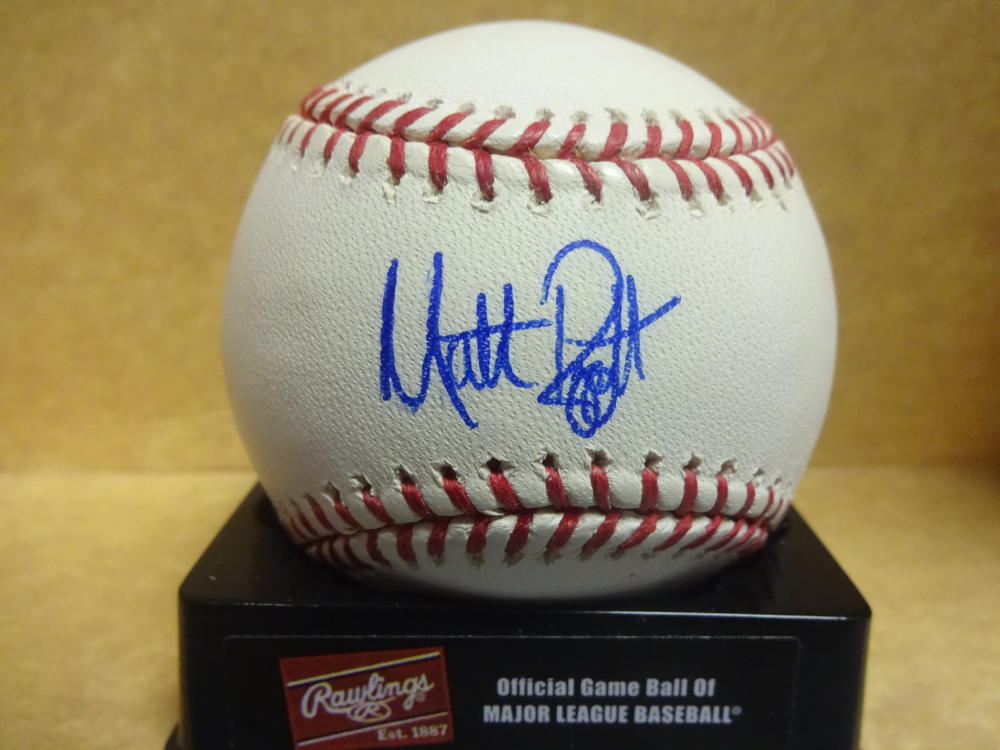 Matt
Rawlings
Est. 1887
Official Game Ball Of
MAJOR LEAGUE BASEBALL®